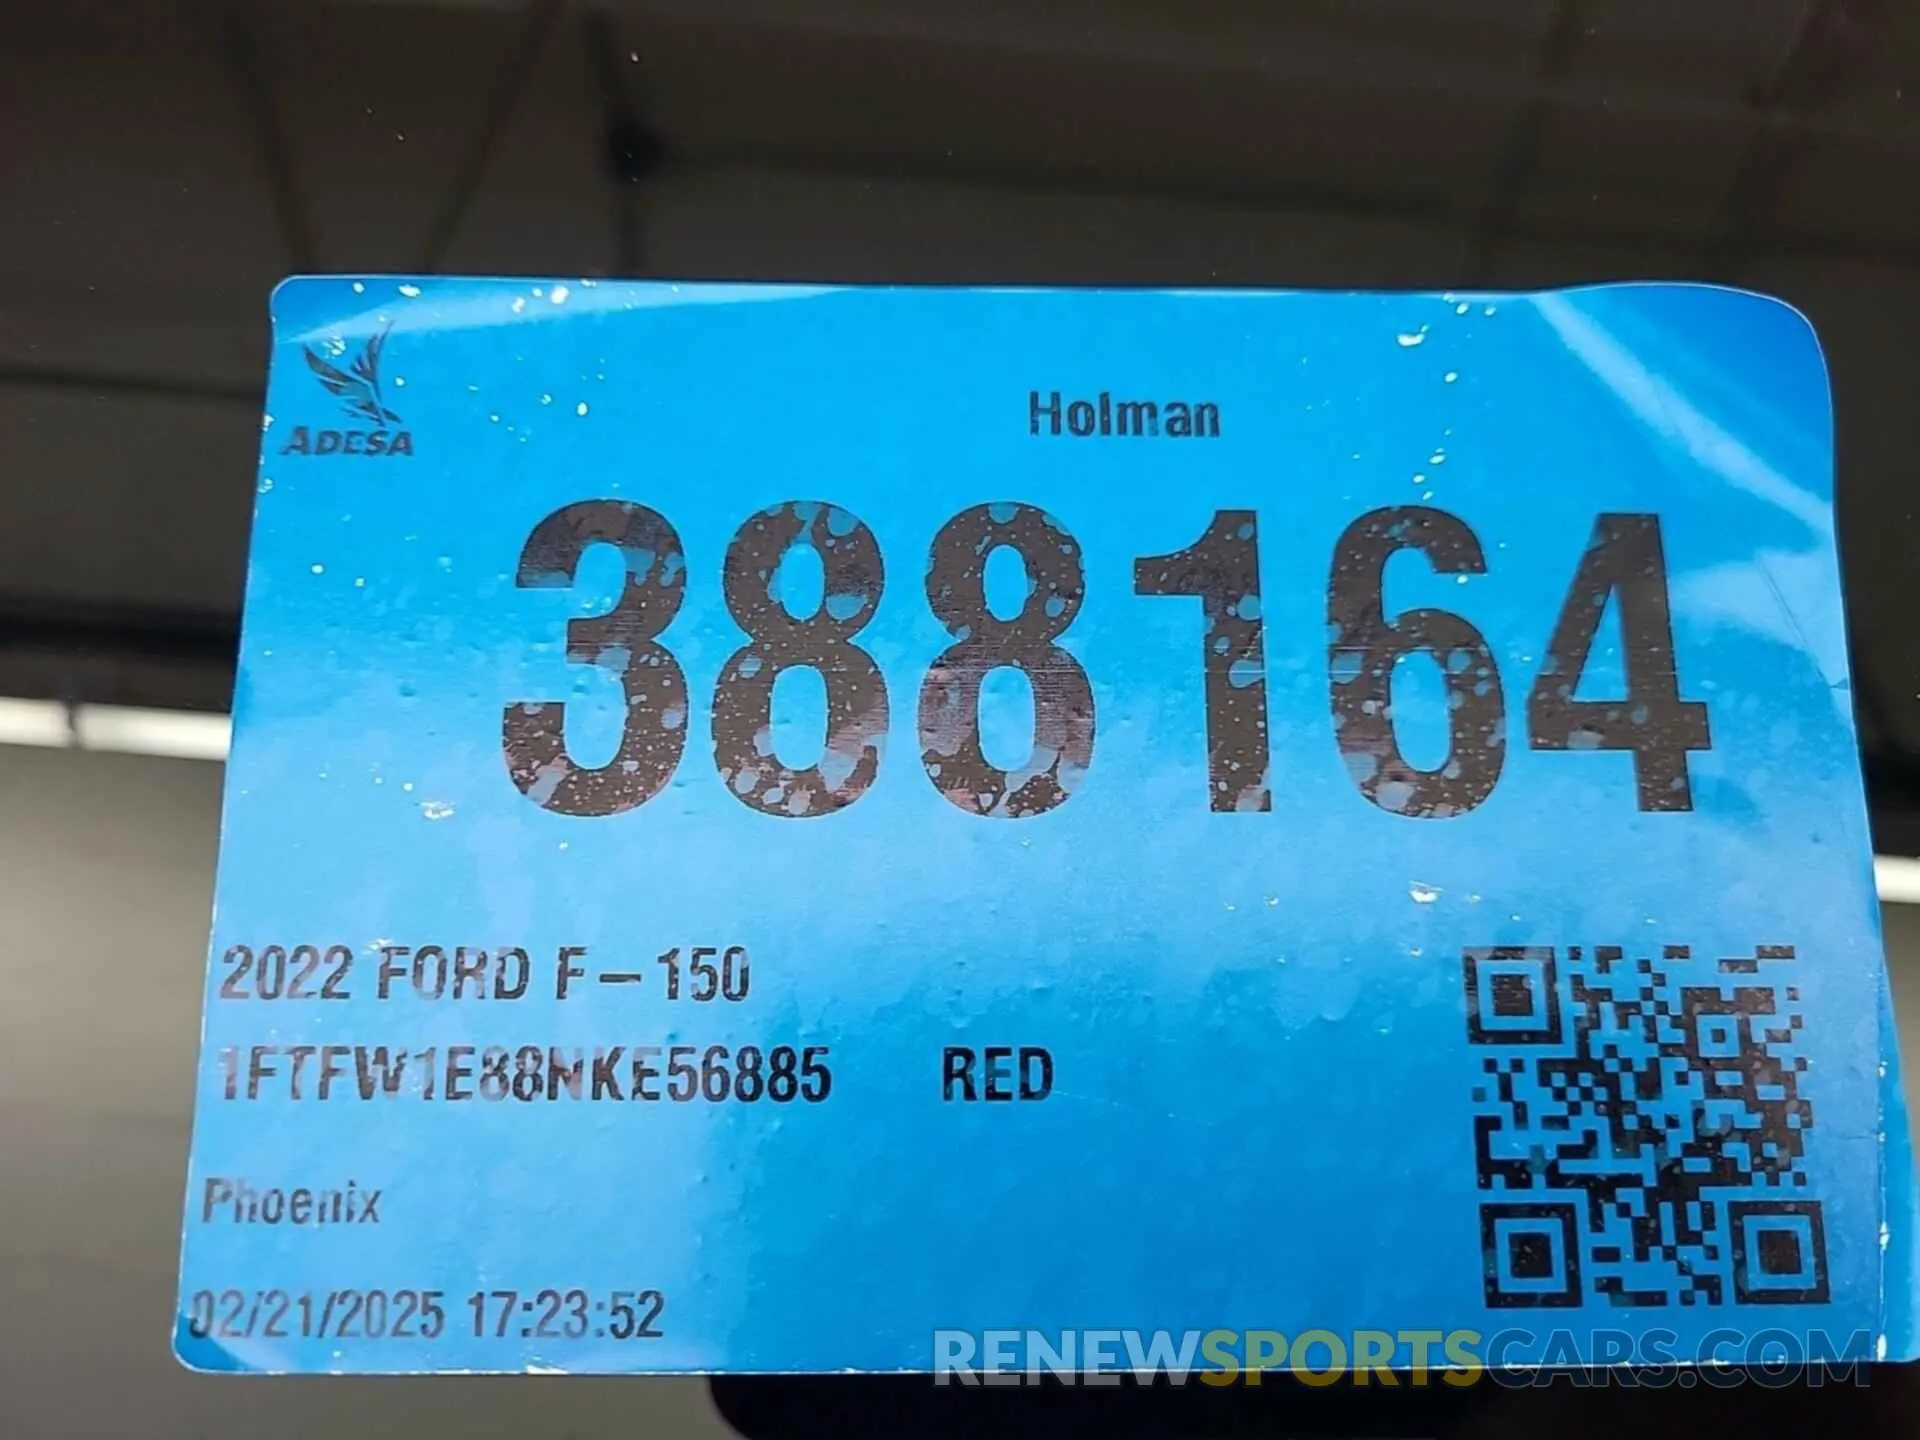 ADESA
Holman
388164
2022 FORD F-150
1FTFW1E88NKE56885 RED
Phoenix
02/21/2025 17:23:52
RENEWSPORTSCARS.COM